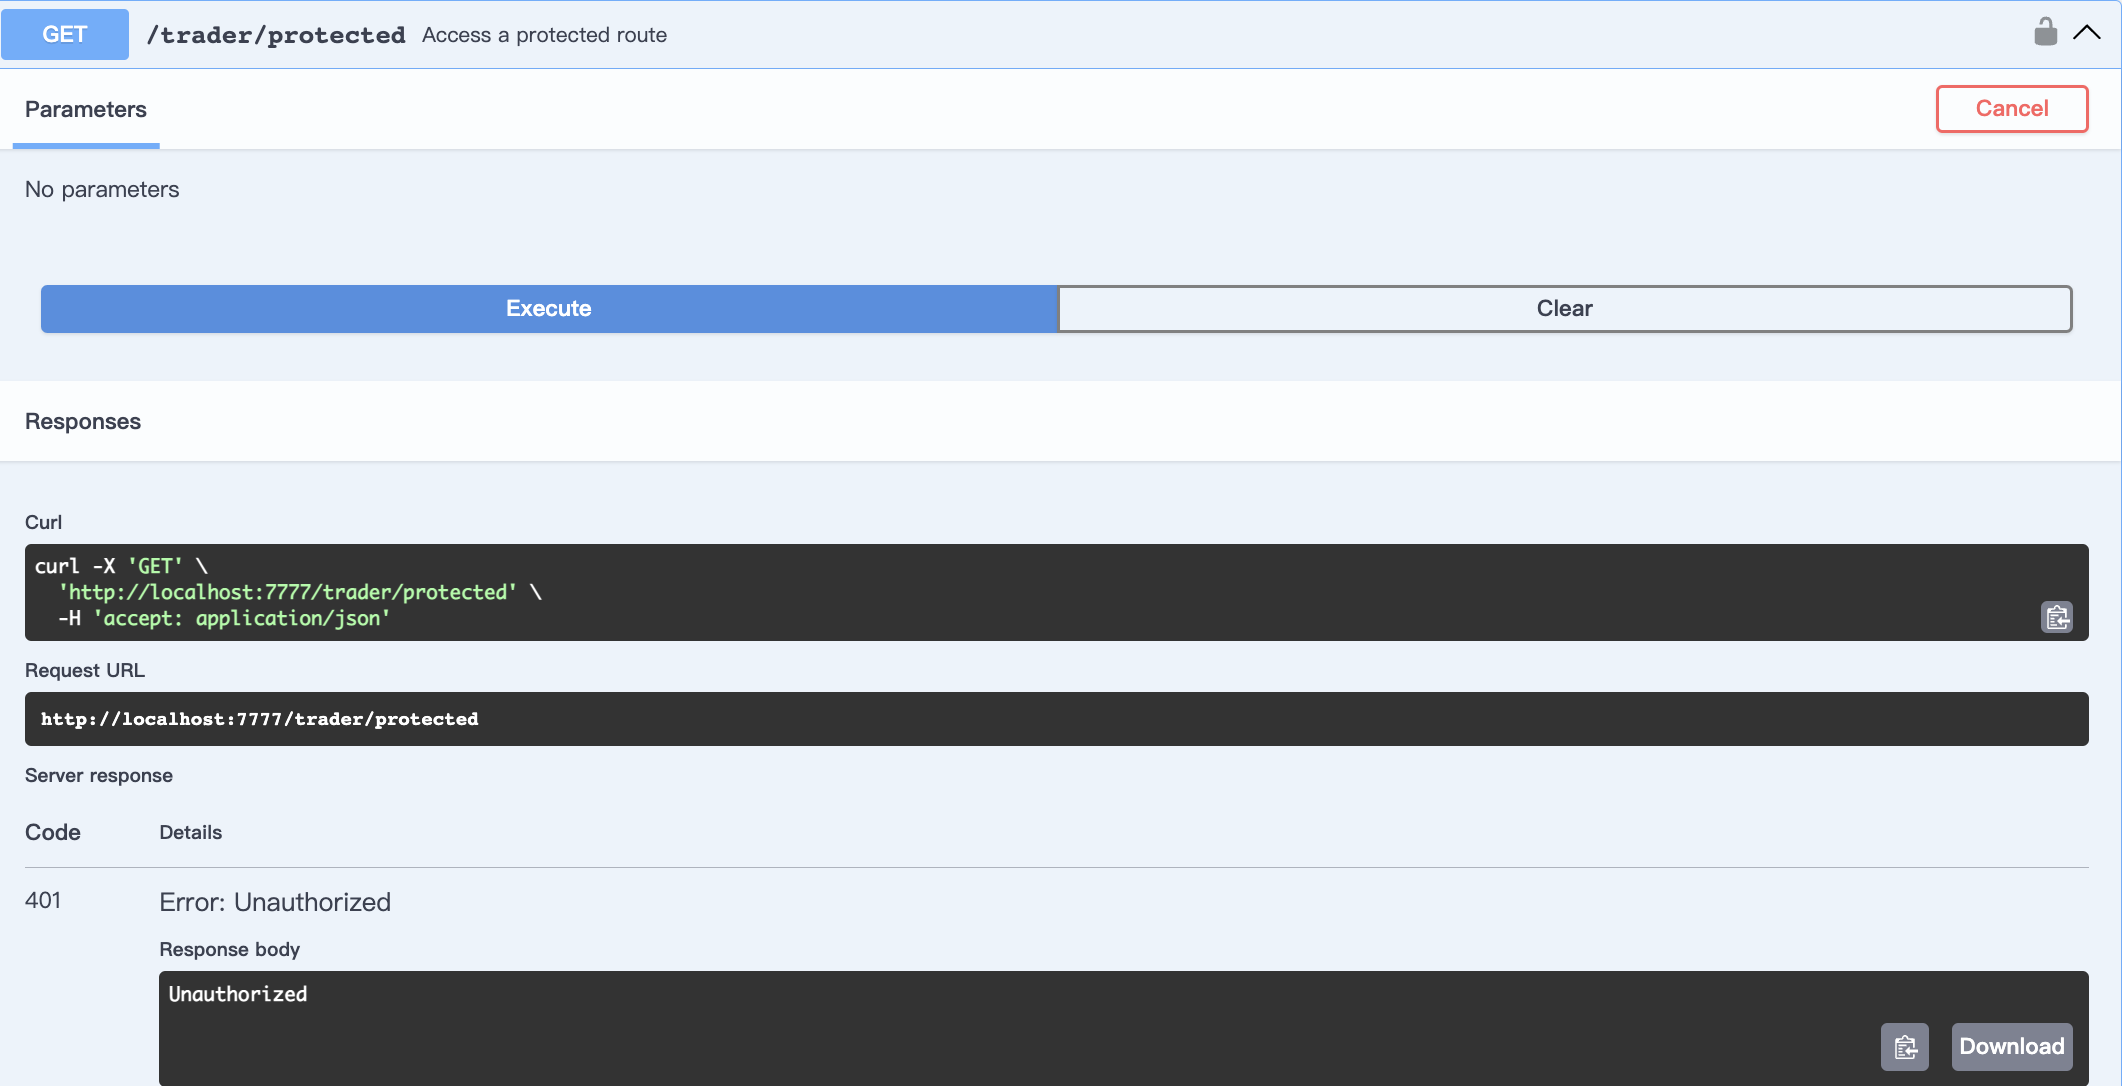 GET /trader/protected Access a protected route
Parameters
Cancel
No parameters
Execute
Clear
Responses
Curl
curl -X 'GET' \
  'http://localhost:7777/trader/protected' \
  -H 'accept: application/json'
Request URL
http://localhost:7777/trader/protected
Server response
Code Details
401 Error: Unauthorized
Response body
Unauthorized
Download